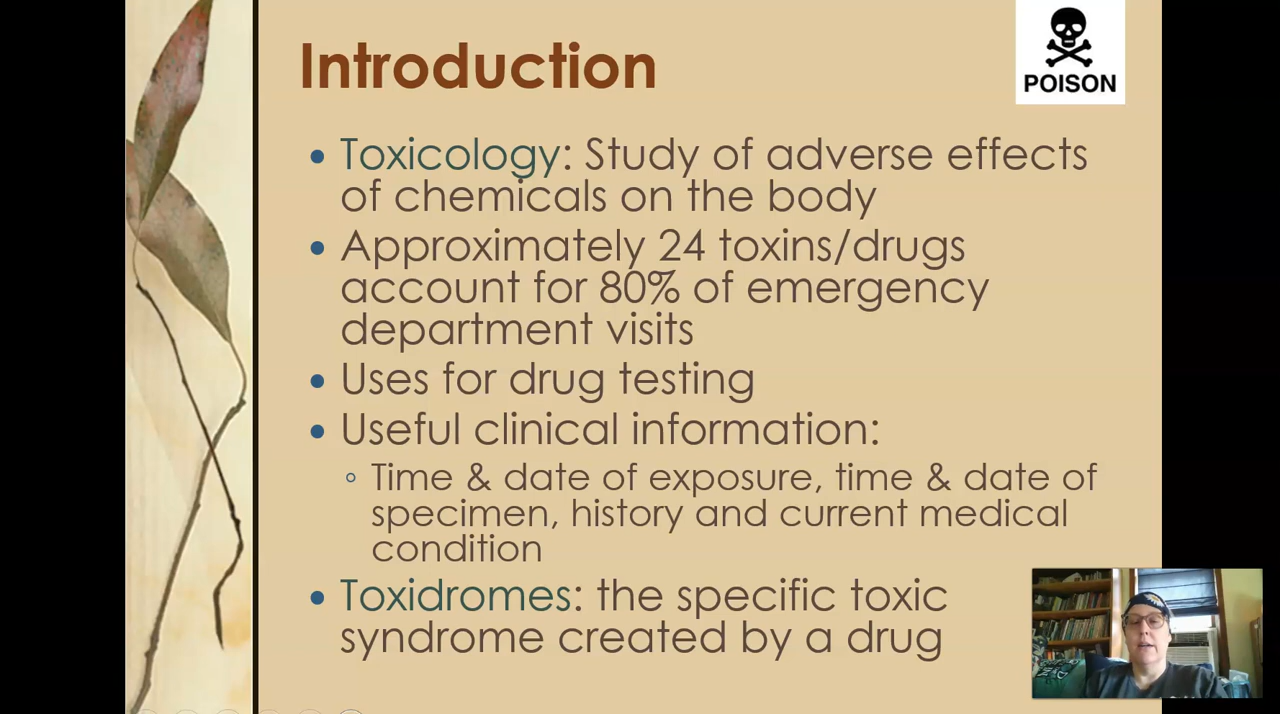 Introduction
POISON
• Toxicology: Study of adverse effects
of chemicals on the body
• Approximately 24 toxins/drugs
account for 80% of emergency
department visits
• Uses for drug testing
• Useful clinical information:
◦ Time & date of exposure, time & date of
specimen, history and current medical
condition
• Toxidromes: the specific toxic
syndrome created by a drug